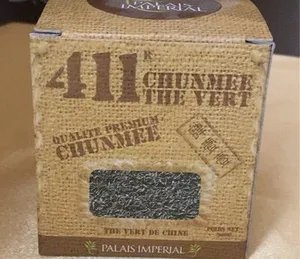 IMPERIAL
411
CHUNMEE
THE VERT
QUALITE PREMIUM
CHUNMEE
THE VERT DE CHINE
POIDS NET
PALAIS IMPERIAL